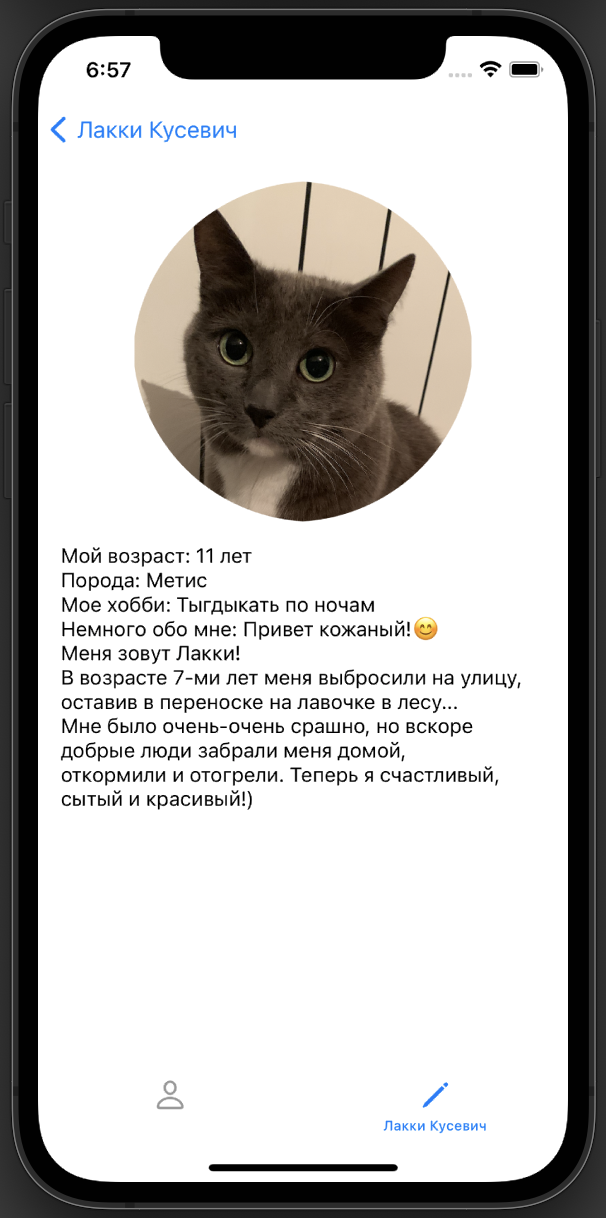 6:57
Лакки Кусевич
Мой возраст: 11 лет
Порода: Метис
Мое хобби: Тыгдыкать по ночам
Немного обо мне: Привет кожаный!😊
Меня зовут Лакки!
В возрасте 7-ми лет меня выбросили на улицу,
оставив в переноске на лавочке в лесу...
Мне было очень-очень срашно, но вскоре
добрые люди забрали меня домой,
откормили и отогрели. Теперь я счастливый,
сытый и красивый!)
Лакки Кусевич